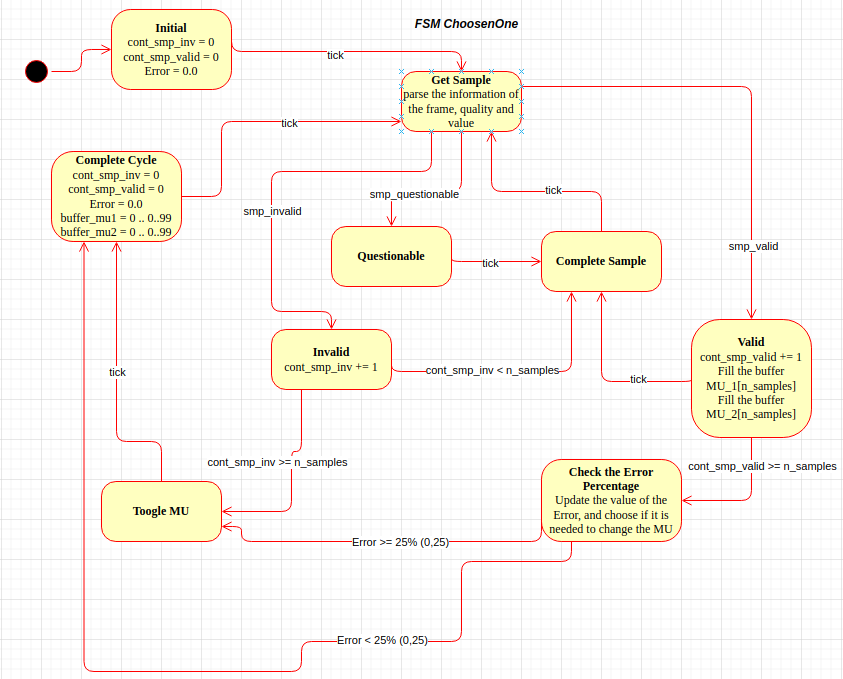 FSM ChoosenOne
Initial
cont_smp_inv = 0
cont_smp_valid = 0
Error = 0.0
tick
Get Sample
parse the information of
the frame, quality and
value
tick
Complete Cycle
cont_smp_inv = 0
cont_smp_valid = 0
Error = 0.0
buffer_mu1 = 0 .. 0..99
buffer_mu2 = 0 .. 0..99
smp_invalid
smp_questionable
tick
smp_valid
Questionable
tick
Complete Sample
Invalid
cont_smp_inv += 1
cont_smp_inv < n_samples
tick
Valid
cont_smp_valid += 1
Fill the buffer
MU_1[n_samples]
Fill the buffer
MU_2[n_samples]
tick
cont_smp_inv >= n_samples
cont_smp_valid >= n_samples
Toogle MU
Check the Error
Percentage
Update the value of the
Error, and choose if it is
needed to change the MU
Error >= 25% (0,25)
Error < 25% (0,25)